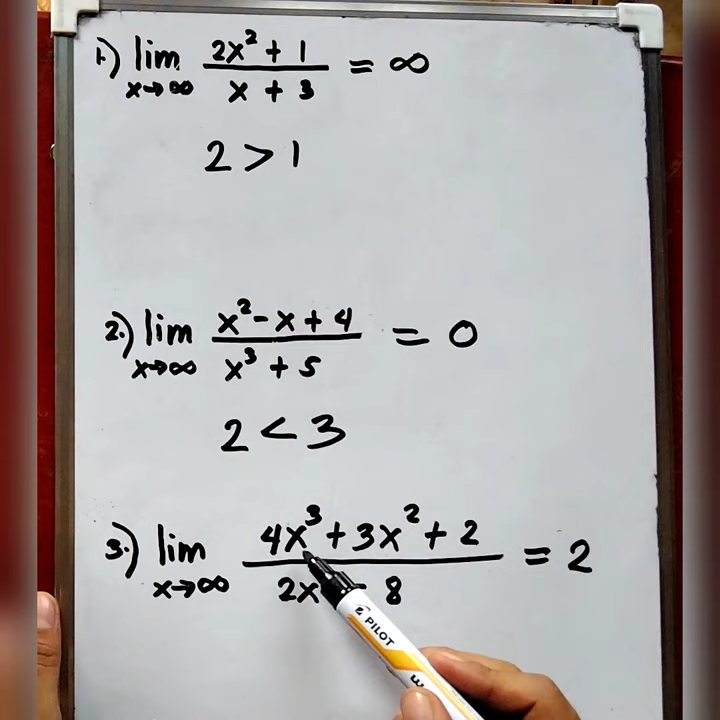 1.) lim x→∞ (2x² + 1)/(x + 3) = ∞
2 > 1
2.) lim x→∞ (x² - x + 4)/(x³ + 5) = 0
2 < 3
3.) lim x→∞ 4x³ + 3x² + 2 = 2
2x 8
PILOT